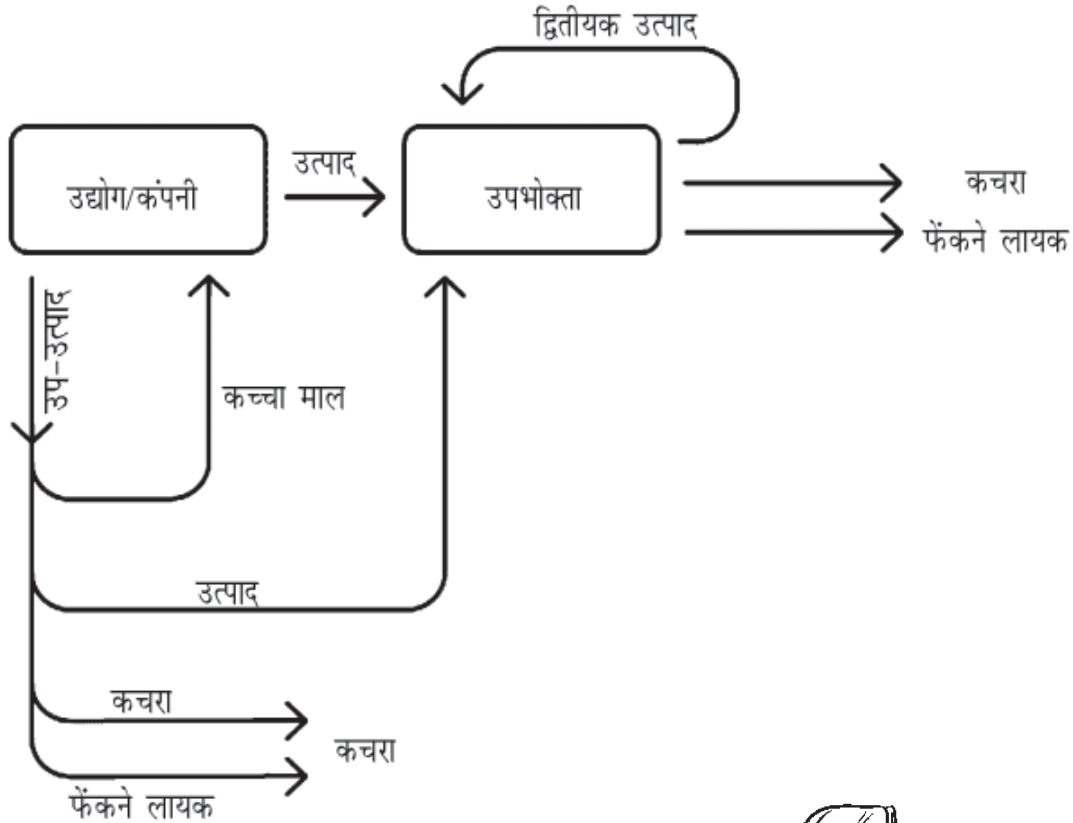 द्वितीयक उत्पाद
उद्योग/कंपनी
उत्पाद
उपभोक्ता
कचरा
फेंकने लायक
उप-उत्पाद
कच्चा माल
उत्पाद
कचरा
कचरा
फेंकने लायक